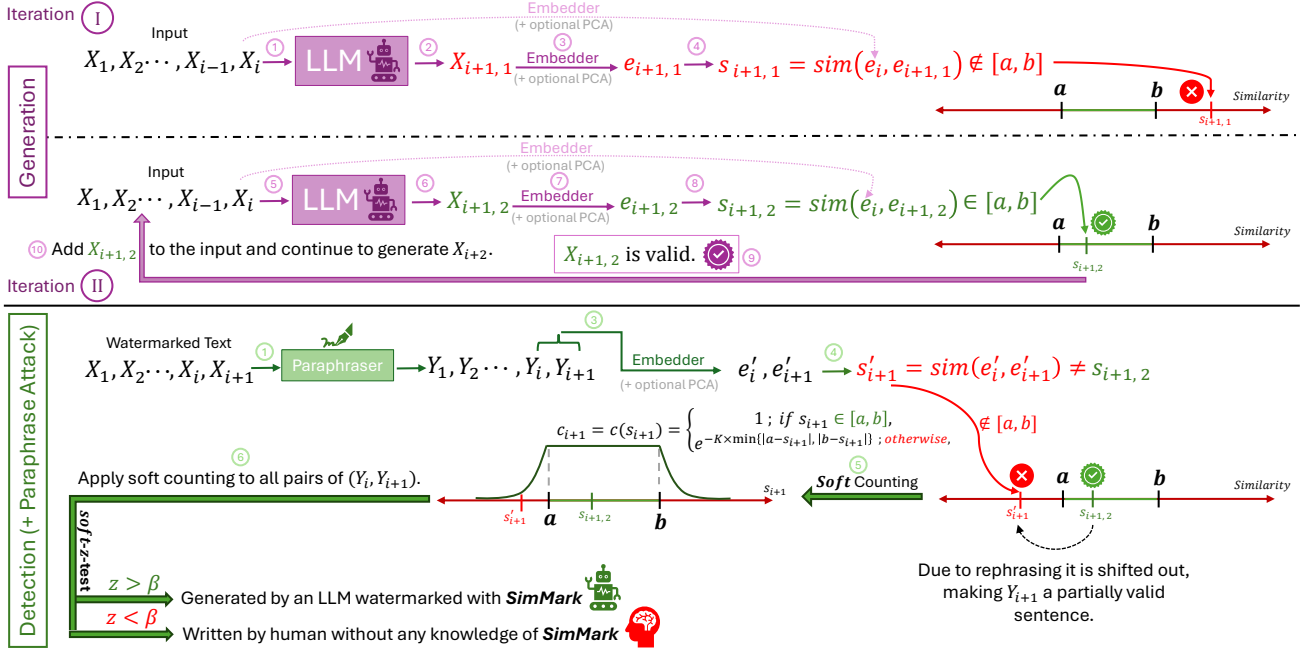 Iteration I
Generation
Input
X₁, X₂⋯, Xᵢ₋₁, Xᵢ
①
LLM
②
Xᵢ₊₁,₁
③
Embedder
(+ optional PCA)
eᵢ₊₁,₁
④
sᵢ₊₁,₁ = sim(eᵢ, eᵢ₊₁,₁) ∉ [a, b]
Embedder
(+ optional PCA)
a
b
Similarity
sᵢ₊₁,₁
Embedder
(+ optional PCA)
Input
X₁, X₂⋯, Xᵢ₋₁, Xᵢ
⑤
LLM
⑥
Xᵢ₊₁,₂
⑦
Embedder
(+ optional PCA)
eᵢ₊₁,₂
⑧
sᵢ₊₁,₂ = sim(eᵢ, eᵢ₊₁,₂) ∈ [a, b]
a
b
Similarity
sᵢ₊₁,₂
⑩ Add Xᵢ₊₁,₂ to the input and continue to generate Xᵢ₊₂.
Xᵢ₊₁,₂ is valid.
⑨
Iteration II
Detection (+ Paraphrase Attack)
Watermarked Text
X₁, X₂⋯, Xᵢ, Xᵢ₊₁
①
Paraphraser
Y₁, Y₂ ⋯, Yᵢ, Yᵢ₊₁
③
Embedder
(+ optional PCA)
e′ᵢ, e′ᵢ₊₁
④
s′ᵢ₊₁ = sim(e′ᵢ, e′ᵢ₊₁) ≠ sᵢ₊₁,₂
∉ [a, b]
a
b
Similarity
s′ᵢ₊₁
sᵢ₊₁,₂
Due to rephrasing it is shifted out,
making Yᵢ₊₁ a partially valid
sentence.
⑤
Soft Counting
cᵢ₊₁ = c(sᵢ₊₁) = { 1 ; if sᵢ₊₁ ∈ [a, b],
e^(−K×min{|a−sᵢ₊₁|, |b−sᵢ₊₁|}) ; otherwise,
sᵢ₊₁
s′ᵢ₊₁
a
sᵢ₊₁,₂
b
⑥
Apply soft counting to all pairs of (Yᵢ, Yᵢ₊₁).
soft-z-test
z > β
Generated by an LLM watermarked with SimMark
z < β
Written by human without any knowledge of SimMark